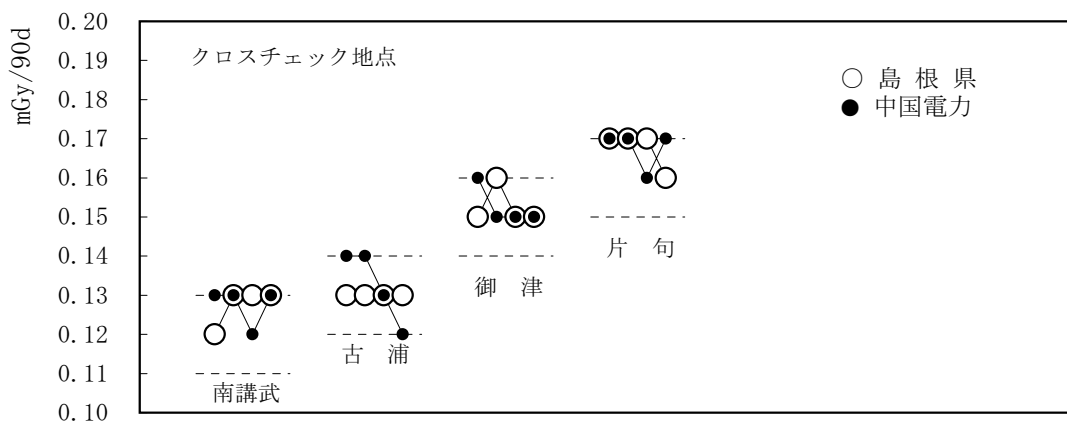 mGy/90d
0.20
0.19
0.18
0.17
0.16
0.15
0.14
0.13
0.12
0.11
0.10
クロスチェック地点
島 根 県
中国電力
南講武
古 浦
御 津
片 句